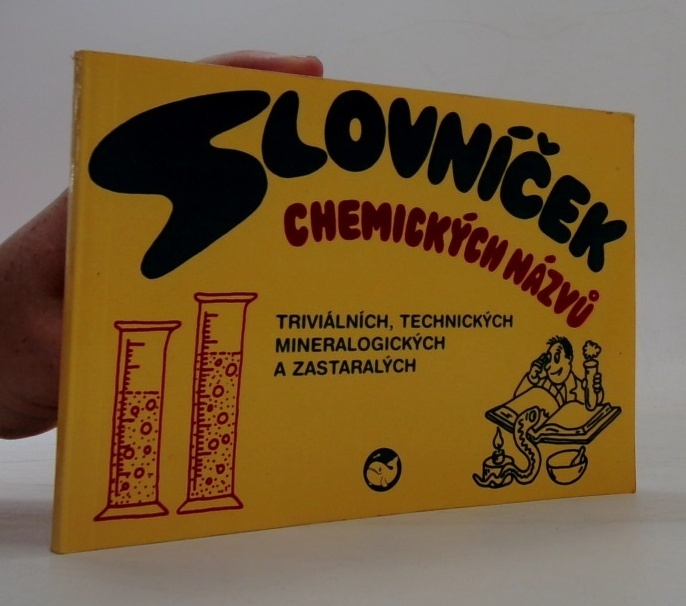 SLOVNÍČEK
CHEMICKÝCH NÁZVŮ
TRIVIÁLNÍCH, TECHNICKÝCH
MINERALOGICKÝCH
A ZASTARALÝCH